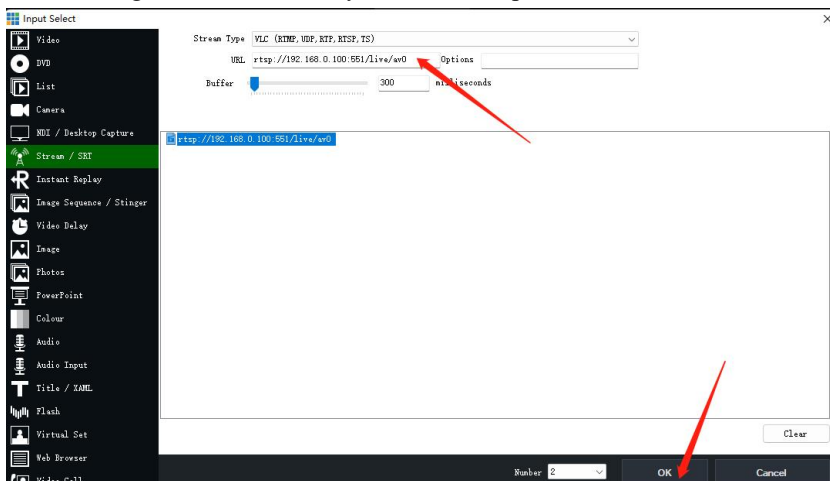 Input Select
Video
DVD
List
Camera
NDI / Desktop Capture
Stream / SRT
Instant Replay
Image Sequence / Stinger
Video Delay
Image
Photos
PowerPoint
Colour
Audio
Audio Input
Title / XAML
Flash
Virtual Set
Web Browser
Video Call
Stream Type VLC (RTMP, UDP, RTP, RTSP, TS)
URL rtsp://192.168.0.100:551/live/av0 Options
Buffer 300 milliseconds
rtsp://192.168.0.100:551/live/av0
Clear
Number 2 OK Cancel